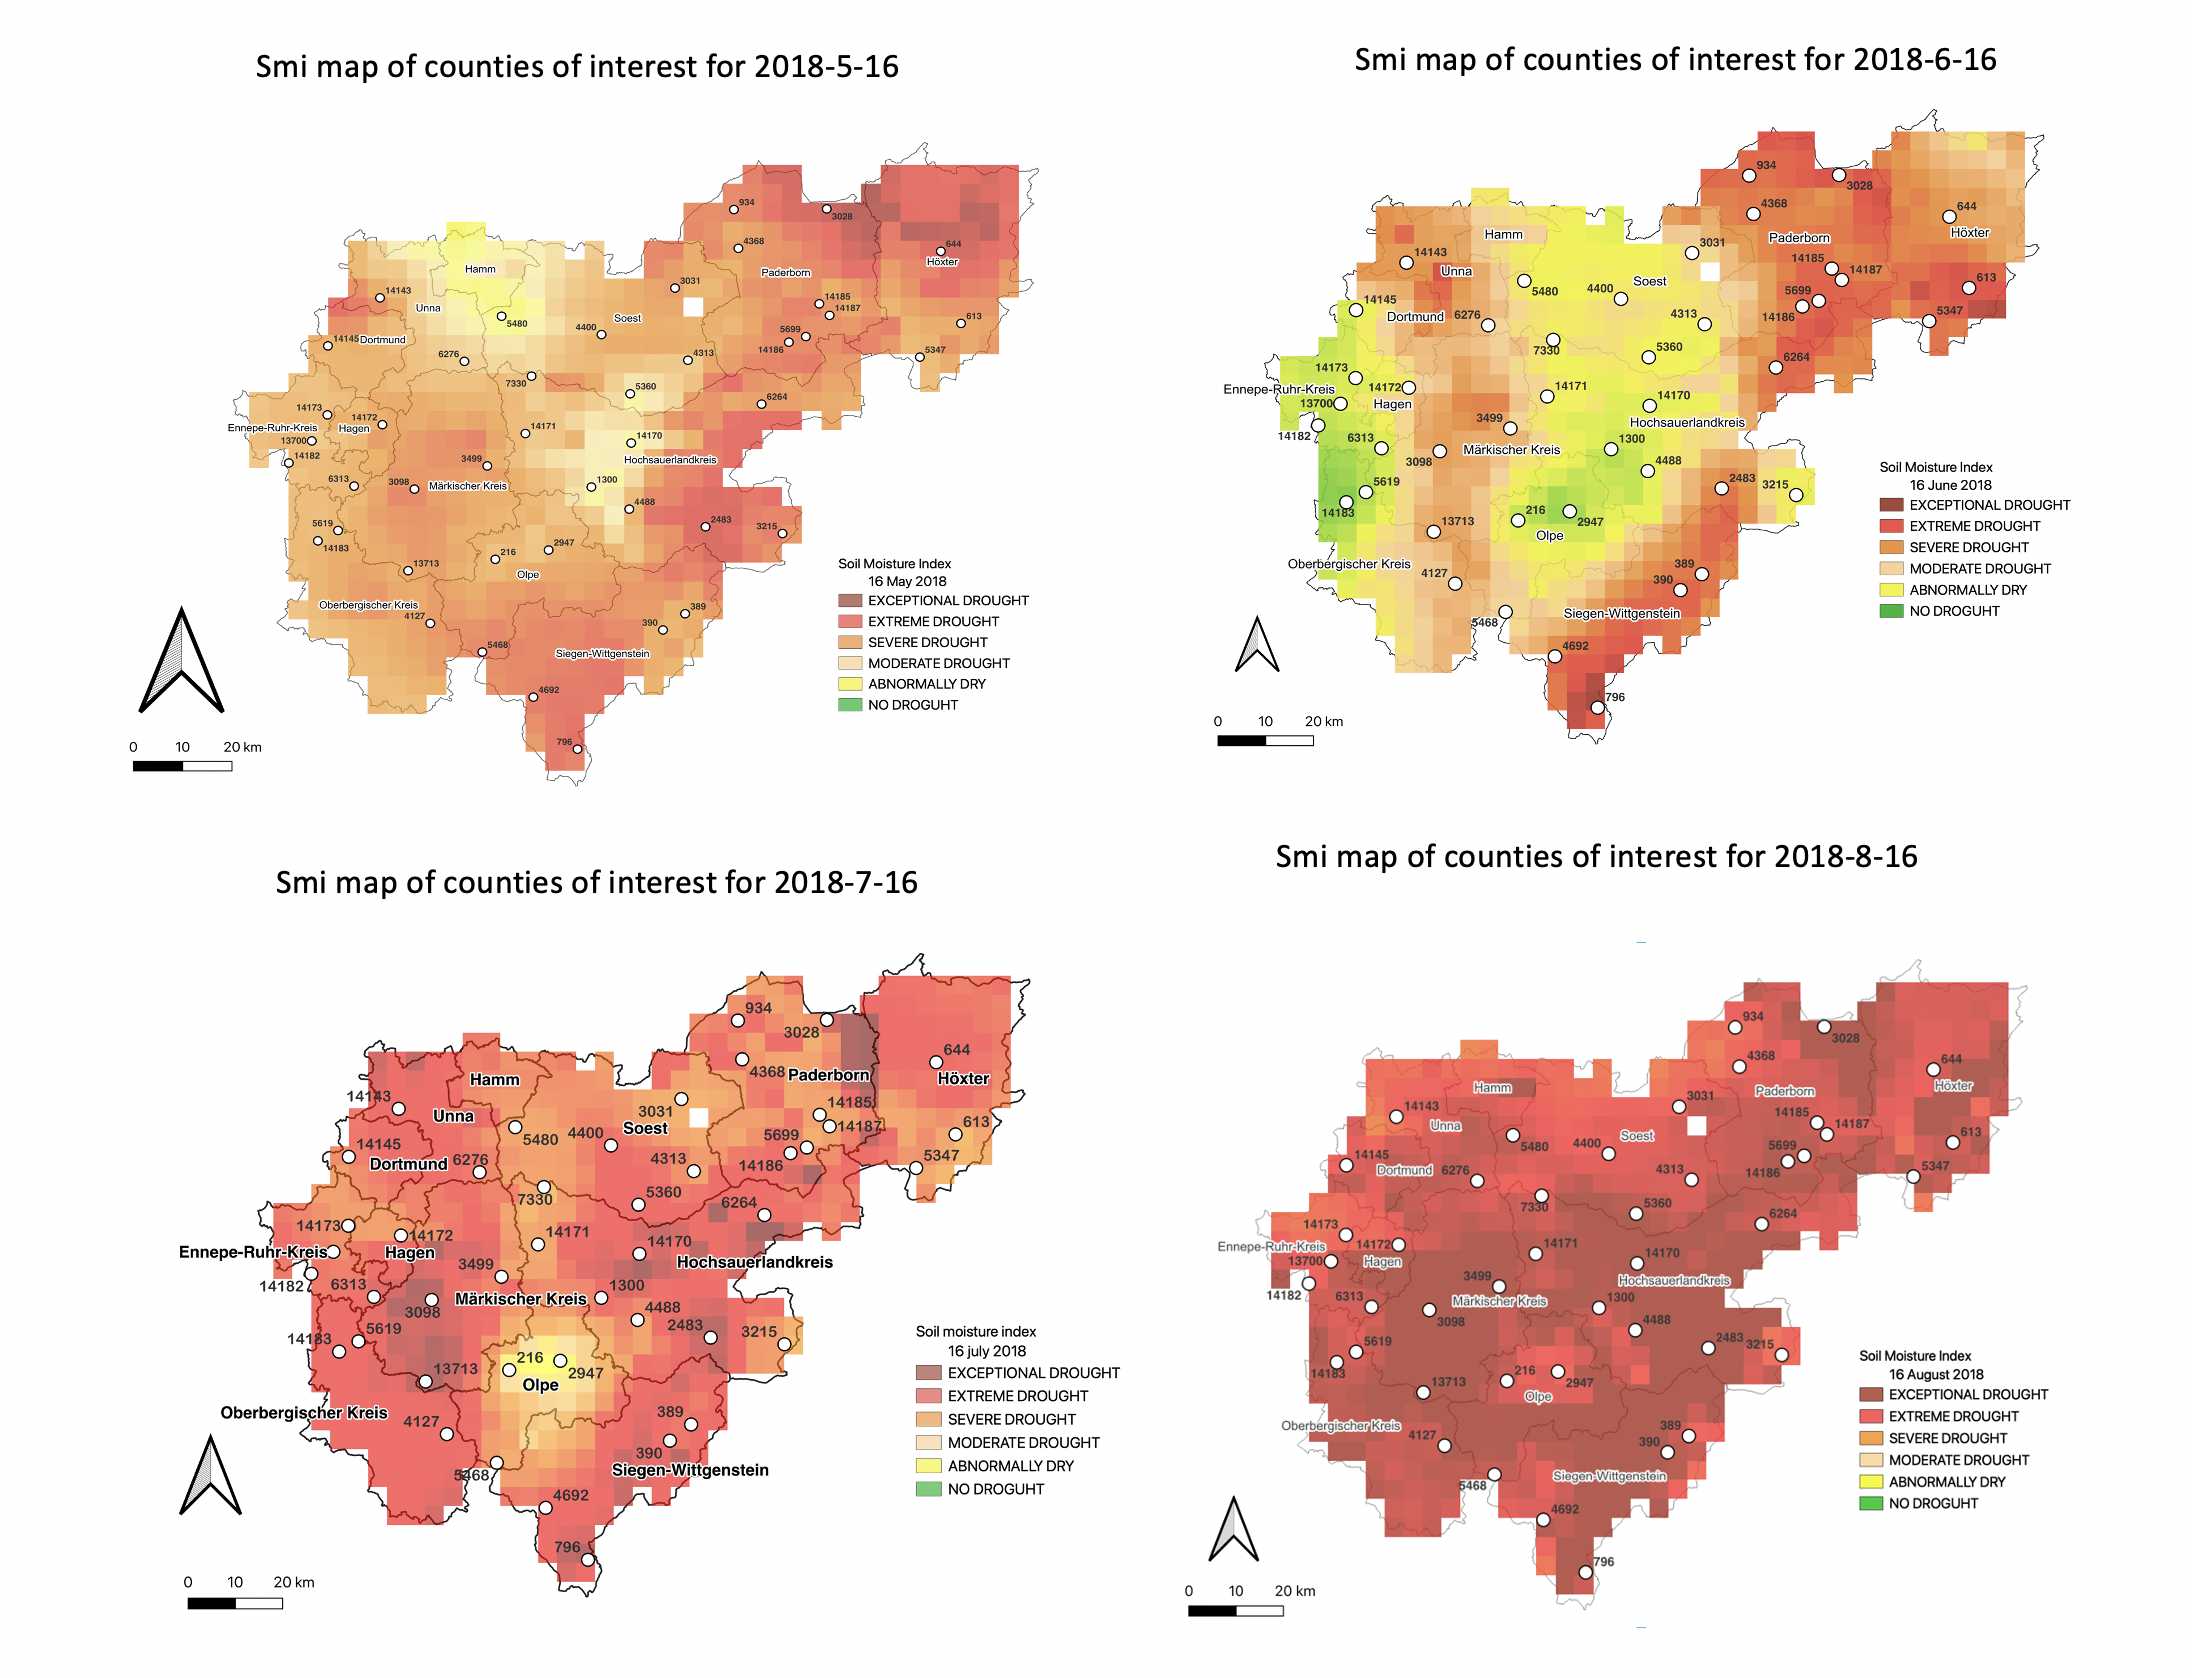 Smi map of counties of interest for 2018-5-16
934
3028
4368
644
Höxter
Hamm
Paderborn
3031
14143
14185
Unna
14187
5480
Soest
613
4400
5699
14145 Dortmund
14186
6276
4313
5347
7330
5360
6264
14173
14172
Ennepe-Ruhr-Kreis
Hagen
14171
13700
14170
14182
3499
Hochsauerlandkreis
6313
3098
Märkischer Kreis
1300
4488
5619
2483
3215
14183
216
2947
13713
Olpe
Oberbergischer Kreis
4127
389
390
5468
Siegen-Wittgenstein
4692
796
Soil Moisture Index
16 May 2018
EXCEPTIONAL DROUGHT
EXTREME DROUGHT
SEVERE DROUGHT
MODERATE DROUGHT
ABNORMALLY DRY
NO DROGUHT
0 10 20 km
Smi map of counties of interest for 2018-6-16
934
3028
4368
644
Hamm
Paderborn
Höxter
14143
3031
Unna
14185
14187
5480
4400
Soest
5699
613
14145
Dortmund
6276
4313
14186
5347
7330
5360
6264
14173
Ennepe-Ruhr-Kreis
14172
14171
13700
Hagen
14170
14182
3499
Hochsauerlandkreis
6313
1300
3098
Märkischer Kreis
4488
2483
3215
5619
14183
216
2947
13713
Olpe
Oberbergischer Kreis
4127
389
390
5468
Siegen-Wittgenstein
4692
796
Soil Moisture Index
16 June 2018
EXCEPTIONAL DROUGHT
EXTREME DROUGHT
SEVERE DROUGHT
MODERATE DROUGHT
ABNORMALLY DRY
NO DROGUHT
0 10 20 km
Smi map of counties of interest for 2018-7-16
934
3028
644
4368
Paderborn
Höxter
Hamm
14143
Unna
3031
14185
Soest
14187
613
14145
5480
4400
5699
Dortmund
6276
4313
14186
5347
7330
5360
6264
14173
14172
14171
14170
Ennepe-Ruhr-Kreis
Hagen
Hochsauerlandkreis
14182
3499
6313
1300
3098
Märkischer Kreis
4488
2483
3215
14183
5619
216
2947
13713
Olpe
Oberbergischer Kreis
4127
389
390
5468
Siegen-Wittgenstein
4692
796
Soil moisture index
16 july 2018
EXCEPTIONAL DROUGHT
EXTREME DROUGHT
SEVERE DROUGHT
MODERATE DROUGHT
ABNORMALLY DRY
NO DROGUHT
0 10 20 km
Smi map of counties of interest for 2018-8-16
934
3028
4368
644
Hamm
Paderborn
Höxter
3031
14143
14185
Unna
14187
5480
Soest
613
4400
5699
14145
Dortmund
6276
4313
14186
5347
7330
5360
6264
14173
Ennepe-Ruhr-Kreis
14172
14171
13700
Hagen
14170
14182
3499
Hochsauerlandkreis
6313
Märkischer Kreis
1300
3098
4488
5619
2483
3215
14183
216
2947
13713
Olpe
Oberbergischer Kreis
4127
389
390
5468
Siegen-Wittgenstein
4692
796
Soil Moisture Index
16 August 2018
EXCEPTIONAL DROUGHT
EXTREME DROUGHT
SEVERE DROUGHT
MODERATE DROUGHT
ABNORMALLY DRY
NO DROGUHT
0 10 20 km